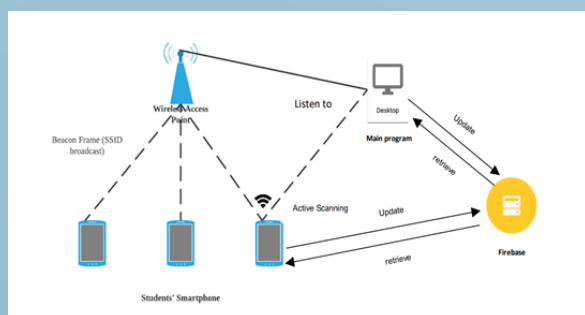 Wireless Access
Point
Listen to
Desktop
Main program
Update
retrieve
Beacon Frame (SSID
broadcast)
Active Scanning
Update
retrieve
Firebase
Students' Smartphone